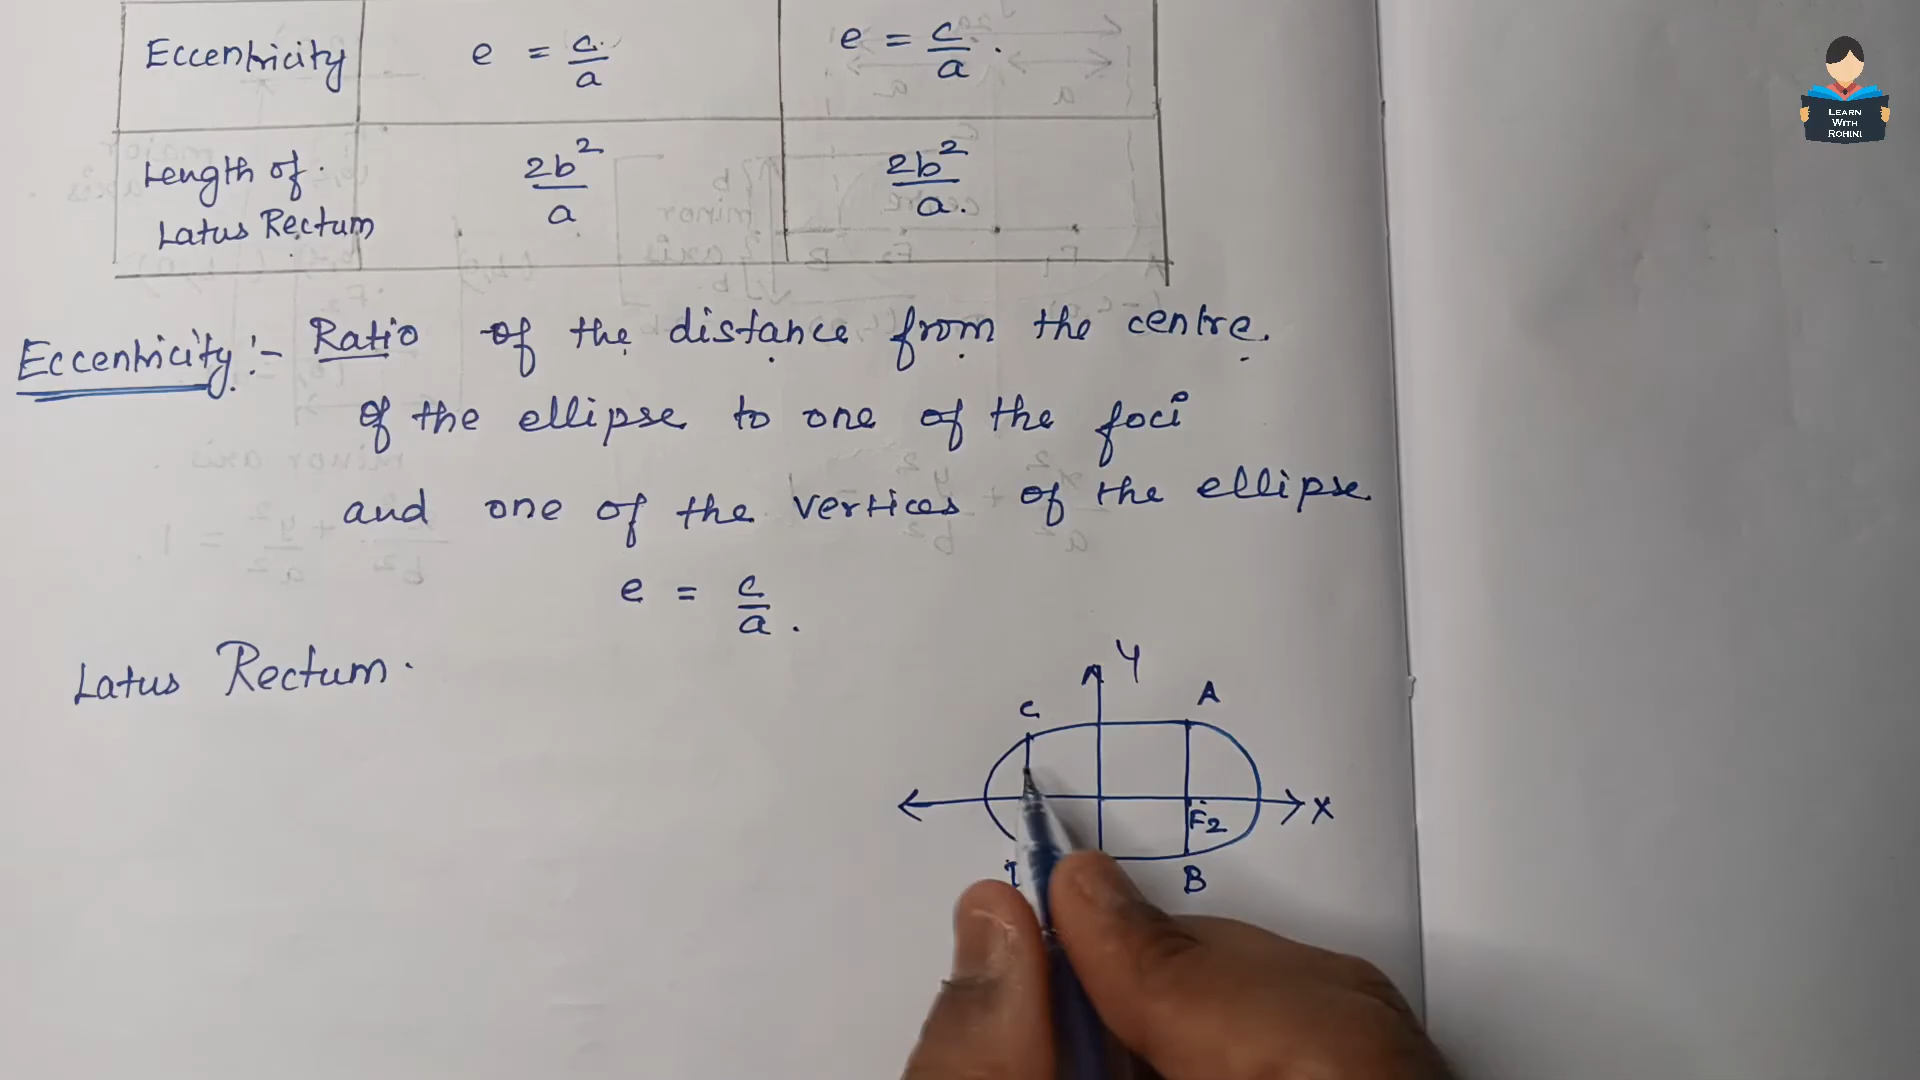 Eccentricity e = c/a e = c/a.
Length of Latus Rectum 2b²/a 2b²/a.
Eccentricity :- Ratio of the distance from the centre.
of the ellipse to one of the foci
and one of the vertices of the ellipse
e = c/a.
Latus Rectum.
Y
C A
X
F2
B
LEARN
WITH
ROHINI